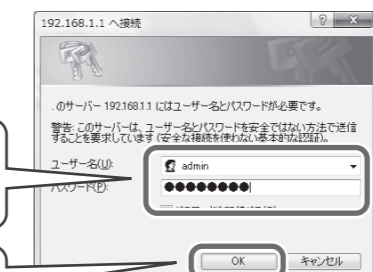 192.168.1.1 へ接続
.のサーバー 192.168.1.1 にはユーザー名とパスワードが必要です。
警告: このサーバーは、ユーザー名とパスワードを安全ではない方法で送信
することを要求しています (安全な接続を使わない基本的な認証)。
ユーザー名(U):
admin
パスワード(P):
●●●●●●●●
OK
キャンセル